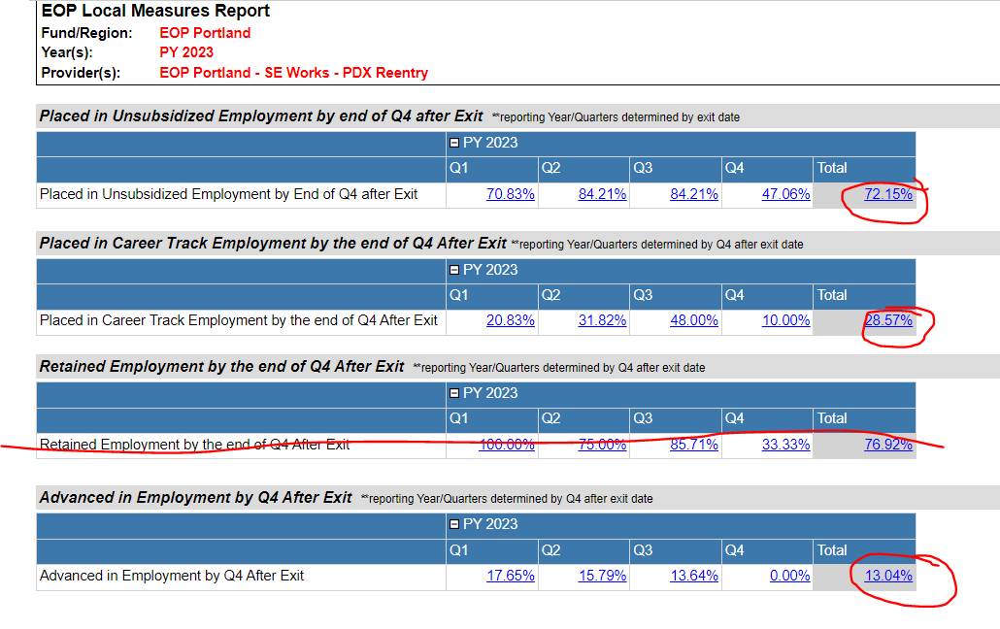 EOP Local Measures Report
Fund/Region: EOP Portland
Year(s): PY 2023
Provider(s): EOP Portland - SE Works - PDX Reentry
Placed in Unsubsidized Employment by end of Q4 after Exit **reporting Year/Quarters determined by exit date
PY 2023
Q1 Q2 Q3 Q4 Total
Placed in Unsubsidized Employment by End of Q4 after Exit 70.83% 84.21% 84.21% 47.06% 72.15%
Placed in Career Track Employment by the end of Q4 After Exit **reporting Year/Quarters determined by Q4 after exit date
PY 2023
Q1 Q2 Q3 Q4 Total
Placed in Career Track Employment by the end of Q4 After Exit 20.83% 31.82% 48.00% 10.00% 28.57%
Retained Employment by the end of Q4 After Exit **reporting Year/Quarters determined by Q4 after exit date
PY 2023
Q1 Q2 Q3 Q4 Total
Retained Employment by the end of Q4 After Exit 100.00% 75.00% 85.71% 33.33% 76.92%
Advanced in Employment by Q4 After Exit **reporting Year/Quarters determined by Q4 after exit date
PY 2023
Q1 Q2 Q3 Q4 Total
Advanced in Employment by Q4 After Exit 17.65% 15.79% 13.64% 0.00% 13.04%